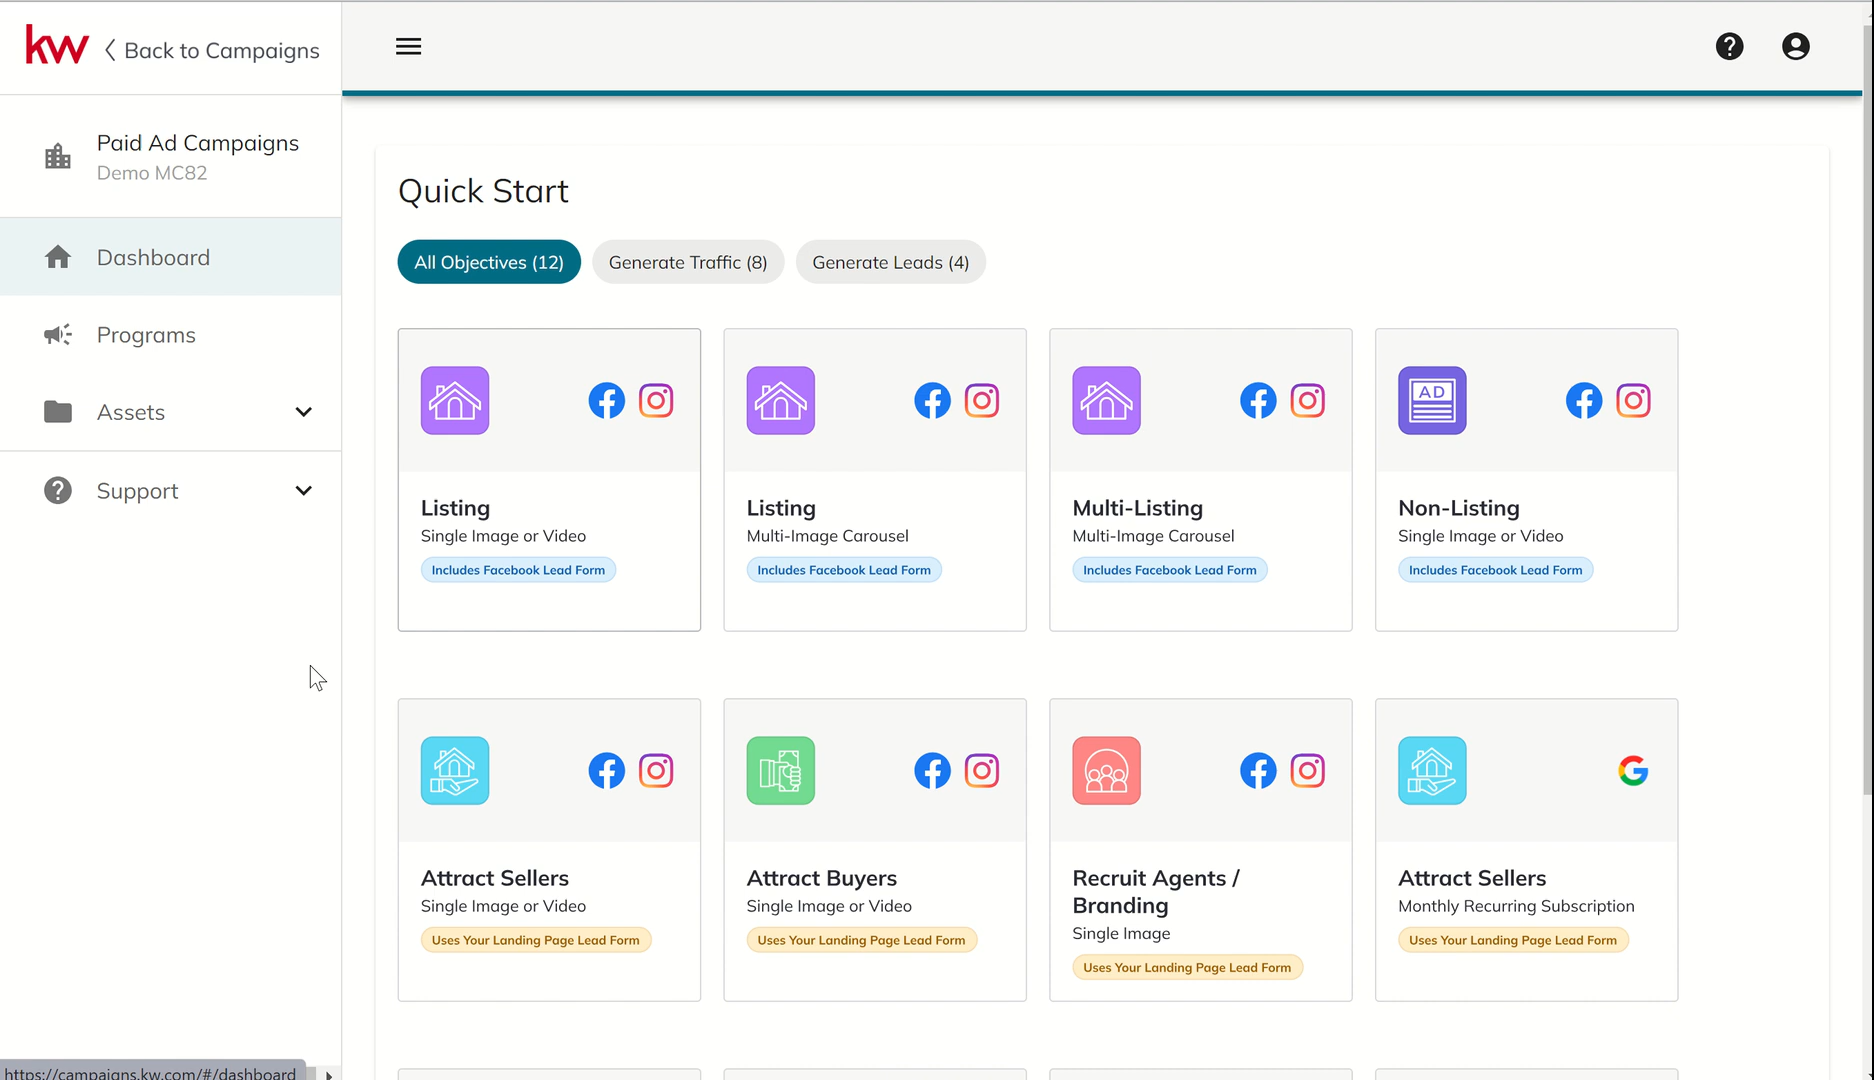 kw Back to Campaigns
Paid Ad Campaigns
Demo MC82
Dashboard
Programs
Assets
Support
Quick Start
All Objectives (12) Generate Traffic (8) Generate Leads (4)
AD
Listing
Single Image or Video
Includes Facebook Lead Form
Listing
Multi-Image Carousel
Includes Facebook Lead Form
Multi-Listing
Multi-Image Carousel
Includes Facebook Lead Form
Non-Listing
Single Image or Video
Includes Facebook Lead Form
Attract Sellers
Single Image or Video
Uses Your Landing Page Lead Form
Attract Buyers
Single Image or Video
Uses Your Landing Page Lead Form
Recruit Agents /
Branding
Single Image
Uses Your Landing Page Lead Form
Attract Sellers
Monthly Recurring Subscription
Uses Your Landing Page Lead Form
https://campaigns.kw.com/#/dashboard